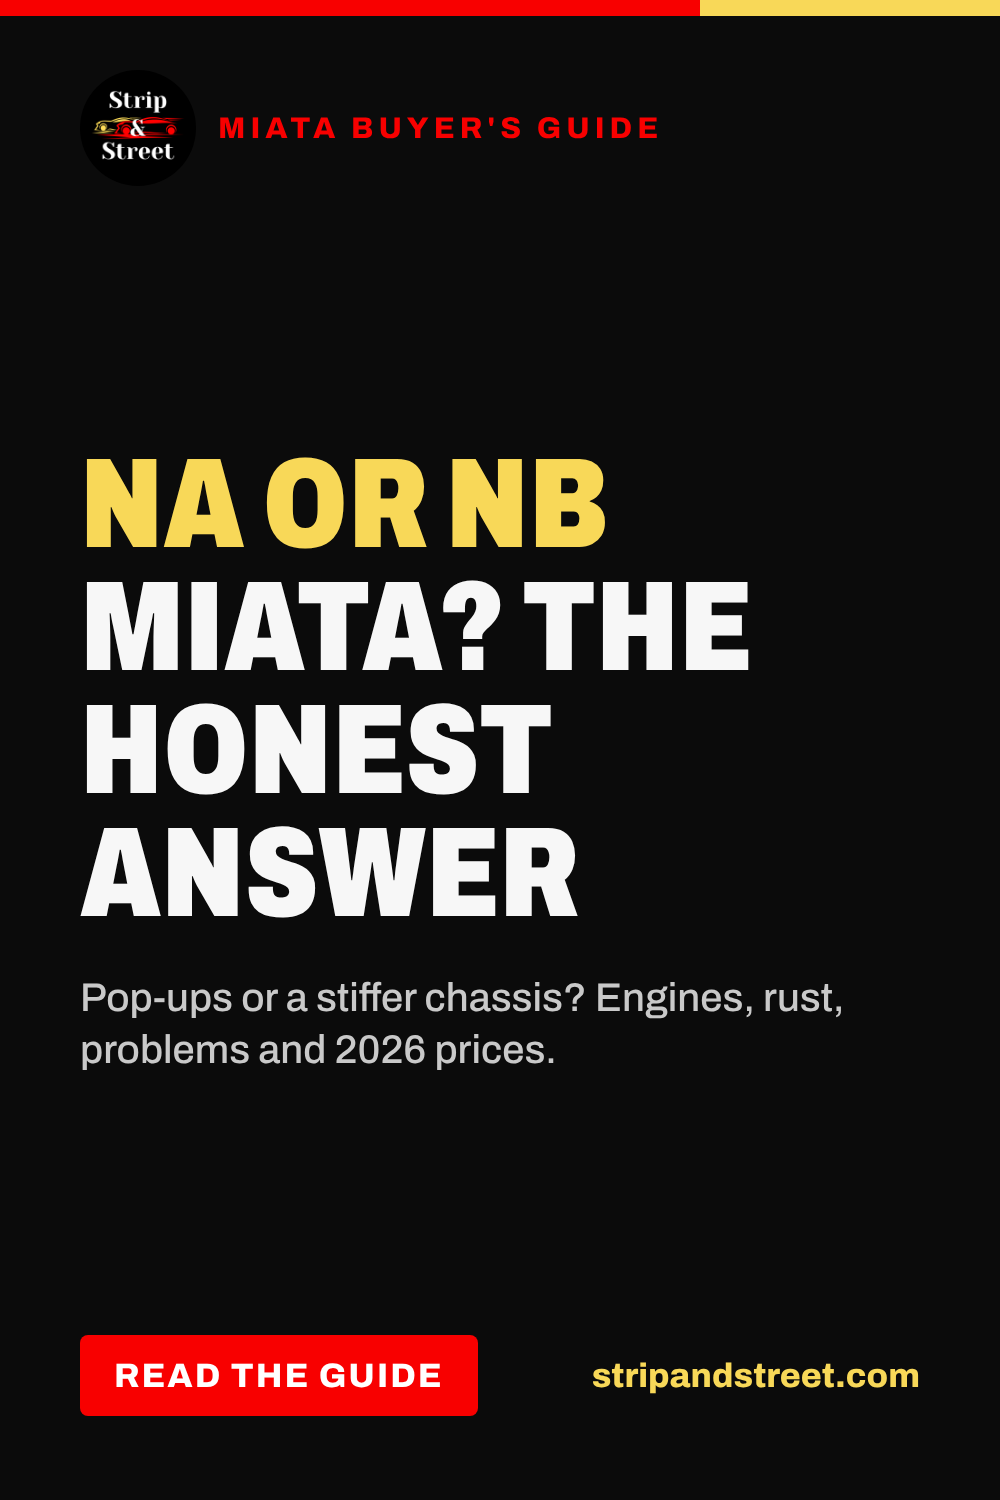 Strip
&
Street
MIATA BUYER'S GUIDE
NA OR NB
MIATA? THE
HONEST
ANSWER
Pop-ups or a stiffer chassis? Engines, rust,
problems and 2026 prices.
READ THE GUIDE
stripandstreet.com